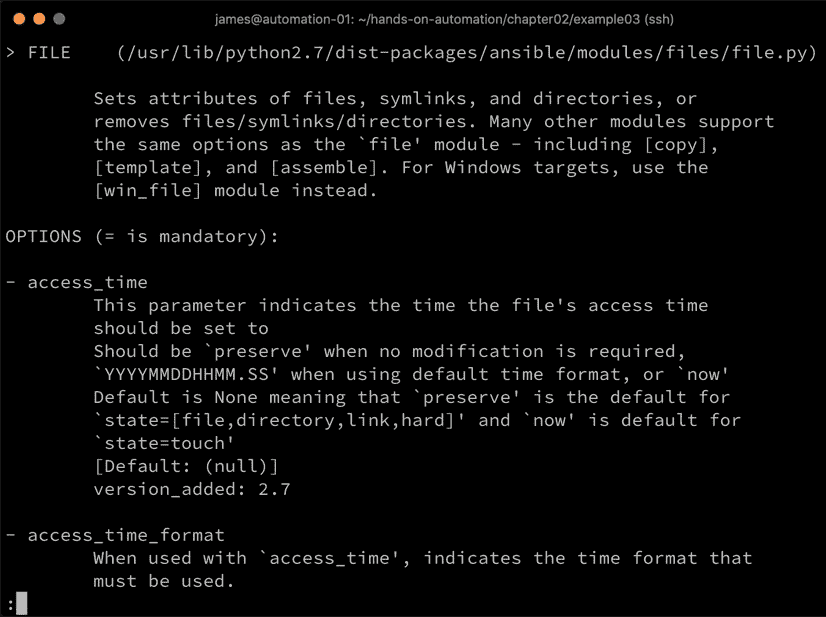 james@automation-01: ~/hands-on-automation/chapter02/example03 (ssh)
> FILE    (/usr/lib/python2.7/dist-packages/ansible/modules/files/file.py)
Sets attributes of files, symlinks, and directories, or
removes files/symlinks/directories. Many other modules support
the same options as the `file' module - including [copy],
[template], and [assemble]. For Windows targets, use the
[win_file] module instead.
OPTIONS (= is mandatory):
- access_time
This parameter indicates the time the file's access time
should be set to
Should be `preserve' when no modification is required,
`YYYYMMDDHHMM.SS' when using default time format, or `now'
Default is None meaning that `preserve' is the default for
`state=[file,directory,link,hard]' and `now' is default for
`state=touch'
[Default: (null)]
version_added: 2.7
- access_time_format
When used with `access_time', indicates the time format that
must be used.
: